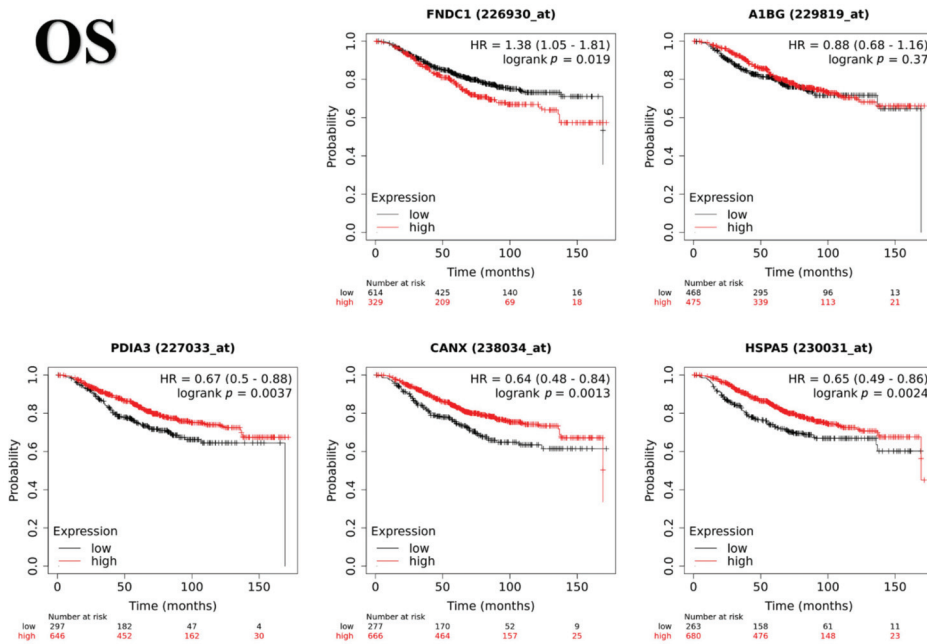 OS
FNDC1 (226930_at)
HR = 1.38 (1.05 - 1.81)
logrank p = 0.019
Probability
1.0
0.8
0.6
0.4
0.2
0.0
Expression
low
high
0 50 100 150
Time (months)
Number at risk
low 614 425 140 16
high 329 209 69 18
A1BG (229819_at)
HR = 0.88 (0.68 - 1.16)
logrank p = 0.37
Probability
1.0
0.8
0.6
0.4
0.2
0.0
Expression
low
high
0 50 100 150
Time (months)
Number at risk
low 468 295 96 13
high 475 339 113 21
PDIA3 (227033_at)
HR = 0.67 (0.5 - 0.88)
logrank p = 0.0037
Probability
1.0
0.8
0.6
0.4
0.2
0.0
Expression
low
high
0 50 100 150
Time (months)
Number at risk
low 297 182 47 4
high 646 452 162 30
CANX (238034_at)
HR = 0.64 (0.48 - 0.84)
logrank p = 0.0013
Probability
1.0
0.8
0.6
0.4
0.2
0.0
Expression
low
high
0 50 100 150
Time (months)
Number at risk
low 277 170 52 9
high 666 464 157 25
HSPA5 (230031_at)
HR = 0.65 (0.49 - 0.86)
logrank p = 0.0024
Probability
1.0
0.8
0.6
0.4
0.2
0.0
Expression
low
high
0 50 100 150
Time (months)
Number at risk
low 263 158 61 11
high 680 476 148 23